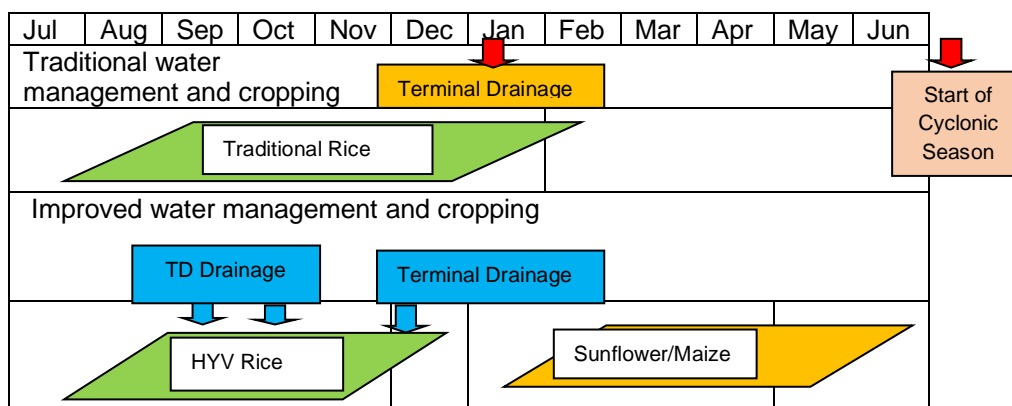 Jul Aug Sep Oct Nov Dec Jan Feb Mar Apr May Jun
Traditional water
management and cropping
Terminal Drainage
Start of
Cyclonic
Season
Traditional Rice
Improved water management and cropping
TD Drainage
Terminal Drainage
HYV Rice
Sunflower/Maize